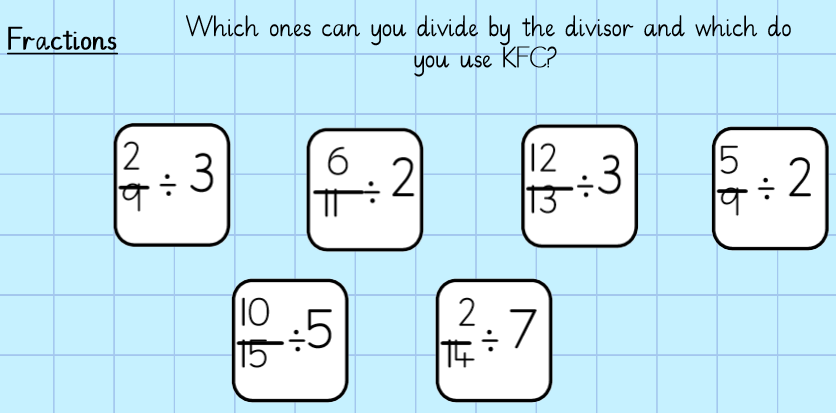 Fractions
Which ones can you divide by the divisor and which do
you use KFC?
2/9 ÷ 3
6/11 ÷ 2
12/13 ÷ 3
5/9 ÷ 2
10/15 ÷ 5
2/14 ÷ 7